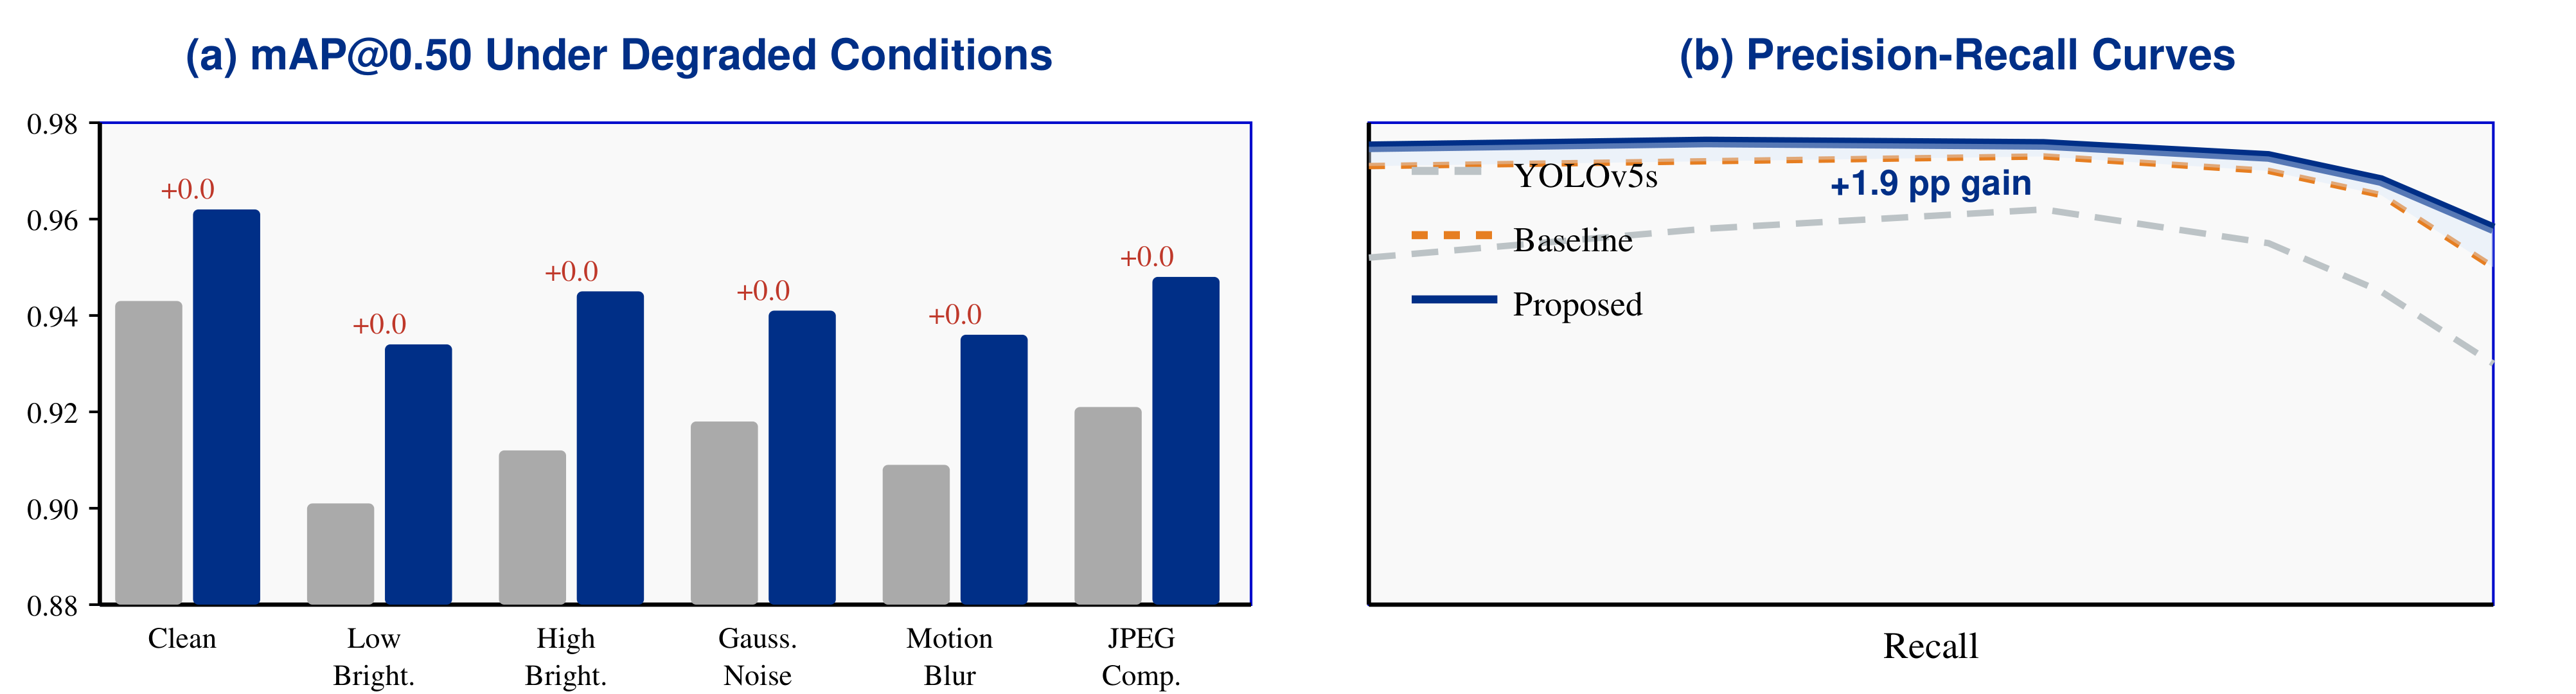 (a) mAP@0.50 Under Degraded Conditions
0.98
0.96
0.94
0.92
0.90
0.88
+0.0
+0.0
+0.0
+0.0
+0.0
+0.0
Clean
Low
Bright.
High
Bright.
Gauss.
Noise
Motion
Blur
JPEG
Comp.
(b) Precision-Recall Curves
YOLOv5s
Baseline
Proposed
+1.9 pp gain
Recall